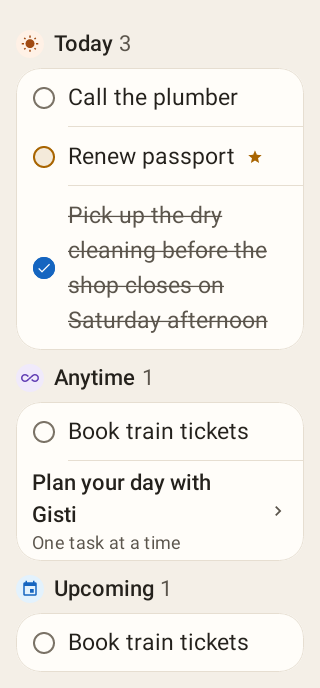 Today 3
Call the plumber
Renew passport
Pick up the dry
cleaning before the
shop closes on
Saturday afternoon
Anytime 1
Book train tickets
Plan your day with
Gisti
One task at a time
Upcoming 1
Book train tickets